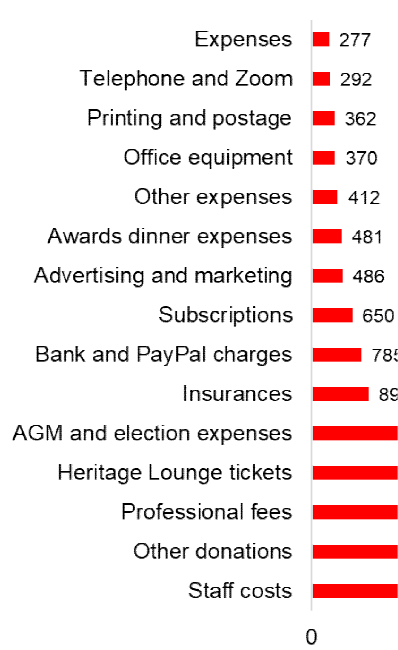 Expenses 277
Telephone and Zoom 292
Printing and postage 362
Office equipment 370
Other expenses 412
Awards dinner expenses 481
Advertising and marketing 486
Subscriptions 650
Bank and PayPal charges 785
Insurances 89
AGM and election expenses
Heritage Lounge tickets
Professional fees
Other donations
Staff costs
0